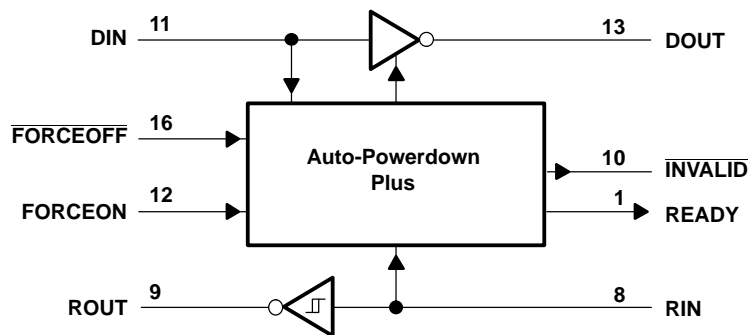 DIN 11 13 DOUT
FORCEOFF 16
Auto-Powerdown
Plus
10 INVALID
FORCEON 12
1 READY
ROUT 9 8 RIN